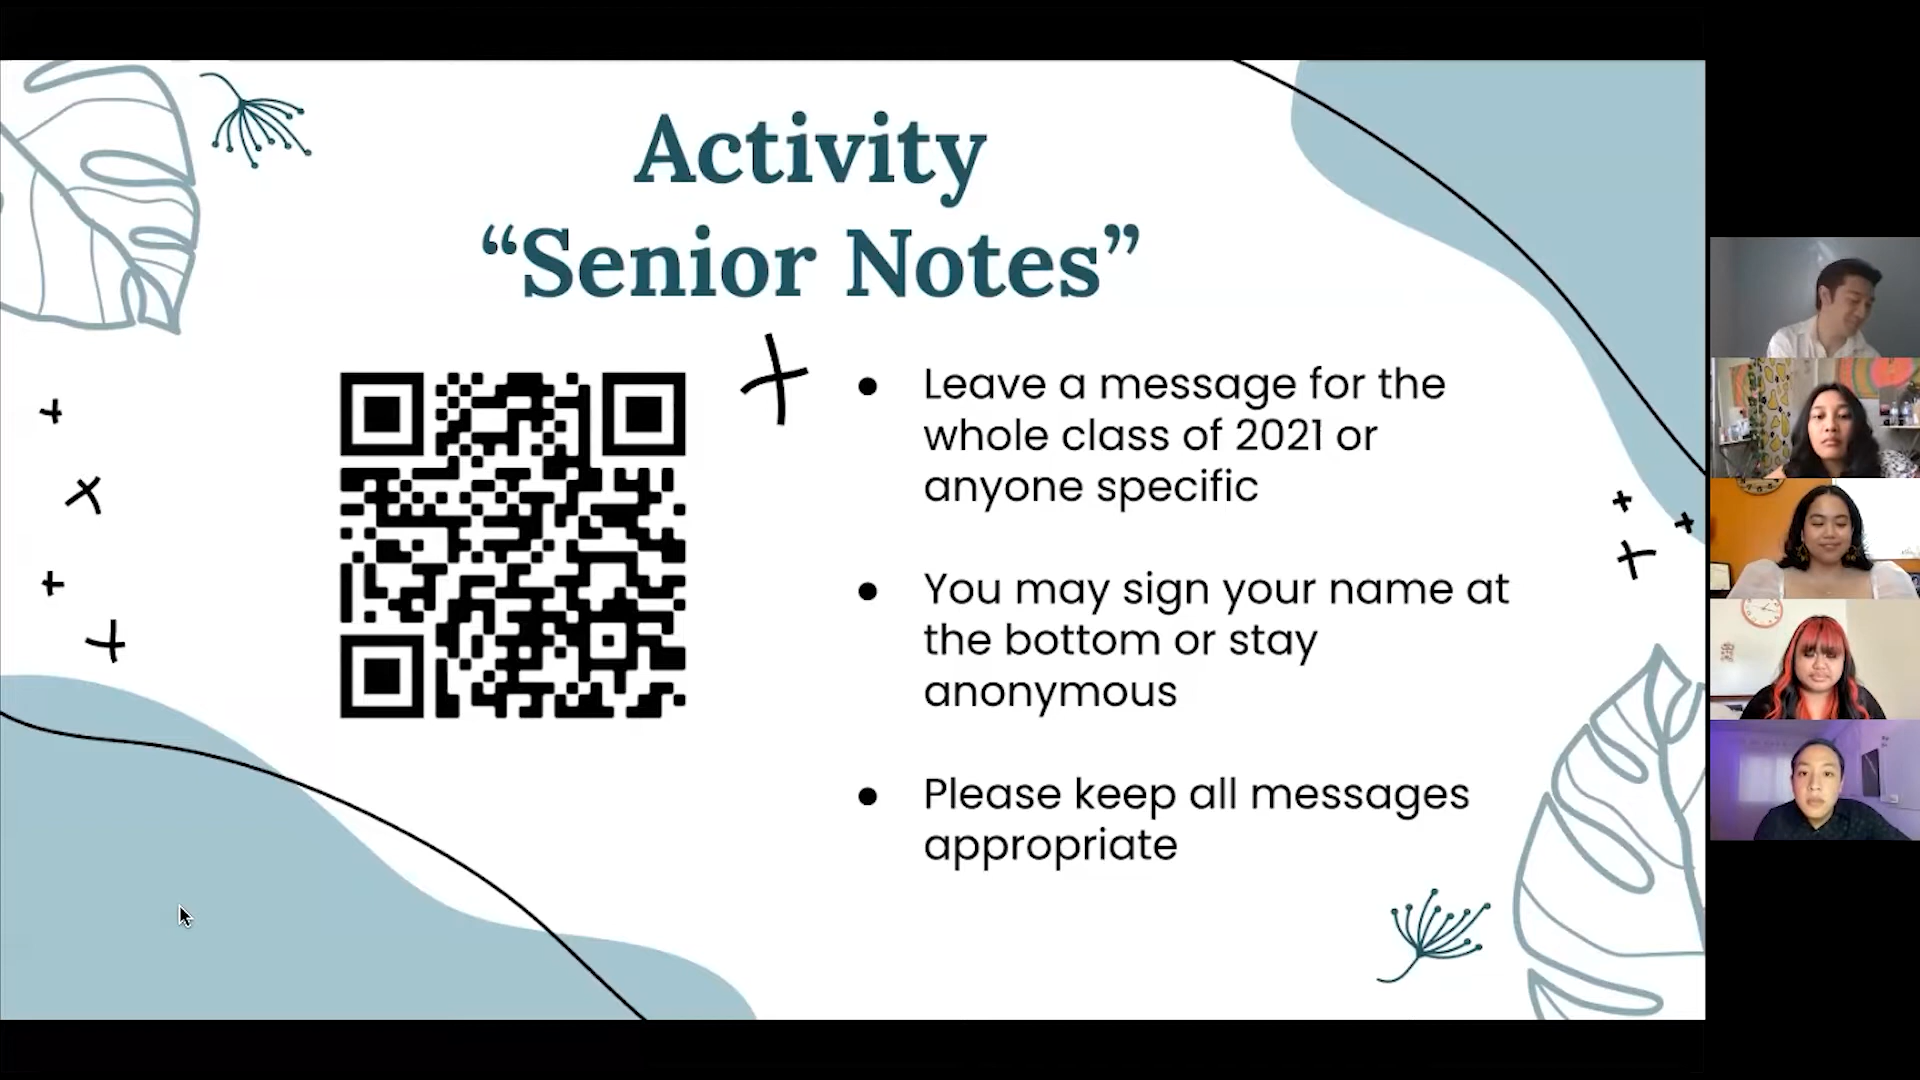 Activity
“Senior Notes”
● Leave a message for the
whole class of 2021 or
anyone specific
● You may sign your name at
the bottom or stay
anonymous
● Please keep all messages
appropriate